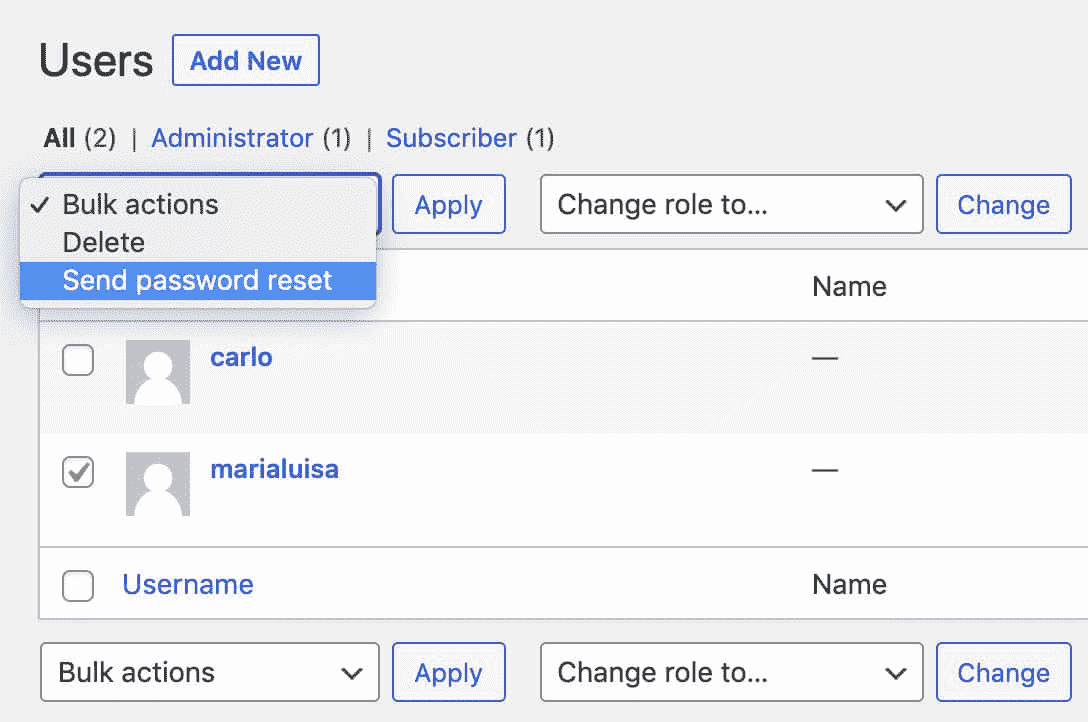 Users Add New
All (2) | Administrator (1) | Subscriber (1)
Bulk actions Apply Change role to... Change
Delete
Send password reset
Name
carlo —
marialuisa —
Username Name
Bulk actions Apply Change role to... Change